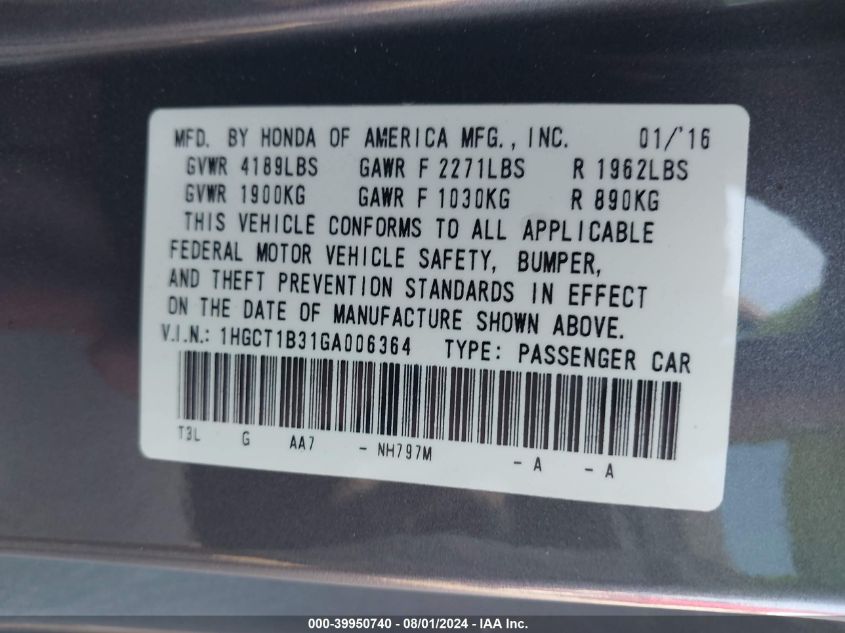 MFD. BY HONDA OF AMERICA MFG., INC. 01/'16
GVWR 4189LBS GAWR F 2271LBS R 1962LBS
GVWR 1900KG GAWR F 1030KG R 890KG
THIS VEHICLE CONFORMS TO ALL APPLICABLE
FEDERAL MOTOR VEHICLE SAFETY, BUMPER,
AND THEFT PREVENTION STANDARDS IN EFFECT
ON THE DATE OF MANUFACTURE SHOWN ABOVE.
V.I.N.: 1HGCT1B31GA006364 TYPE: PASSENGER CAR
T3L G AA7 - NH797M - A - A
000-39950740 - 08/01/2024 - IAA Inc.